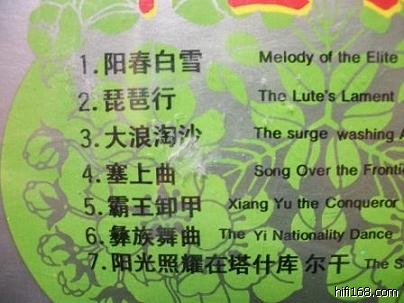 1.阳春白雪 Melody of the Elite
2.琵琶行 The Lute's Lament
3.大浪淘沙 The surge washing
4.塞上曲 Song Over the Frontie
5.霸王卸甲 Xiang Yu the Conqueror
6.彝族舞曲 The Yi Nationality Dance
7.阳光照耀在塔什库尔干 The S
hifi168.com